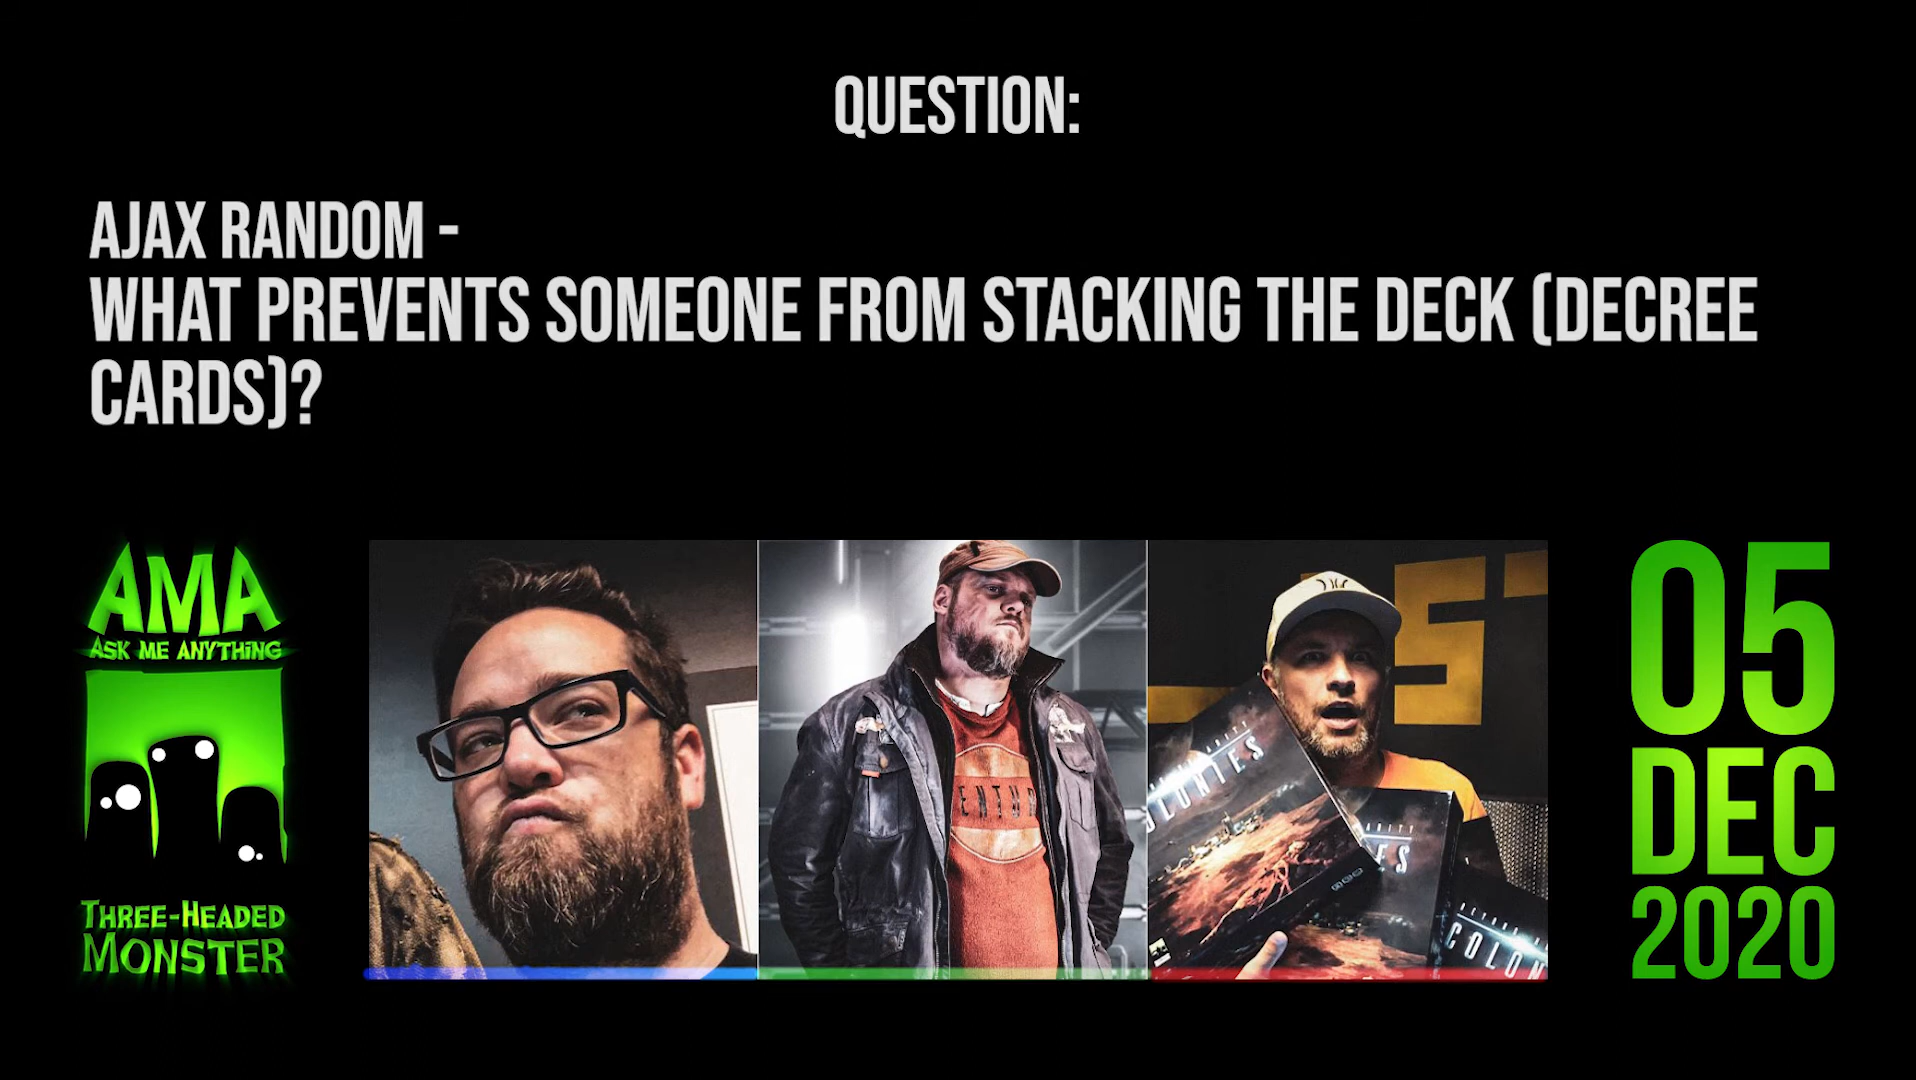 QUESTION:
AJAX RANDOM -
WHAT PREVENTS SOMEONE FROM STACKING THE DECK (DECREE
CARDS)?
AMA
ASK ME ANYTHING
THREE-HEADED
MONSTER
05
DEC
2020